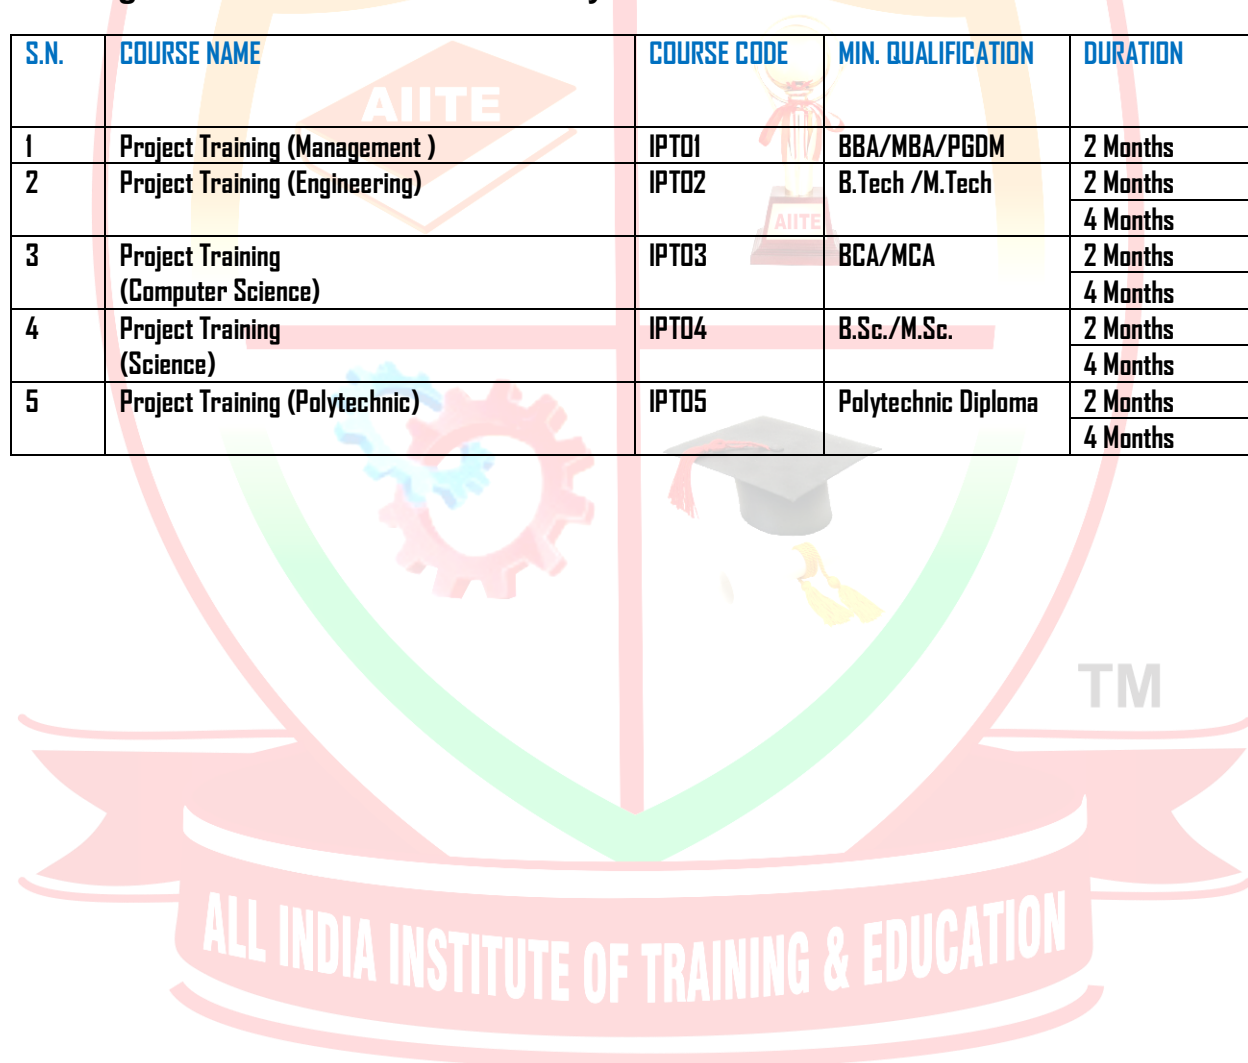 S.N. COURSE NAME COURSE CODE MIN. QUALIFICATION DURATION
1 Project Training (Management ) IPT01 BBA/MBA/PGDM 2 Months
2 Project Training (Engineering) IPT02 B.Tech /M.Tech 2 Months
4 Months
3 Project Training IPT03 BCA/MCA 2 Months
(Computer Science) 4 Months
4 Project Training IPT04 B.Sc./M.Sc. 2 Months
(Science) 4 Months
5 Project Training (Polytechnic) IPT05 Polytechnic Diploma 2 Months
4 Months
AIITE
AIITE
TM
ALL INDIA INSTITUTE OF TRAINING & EDUCATION